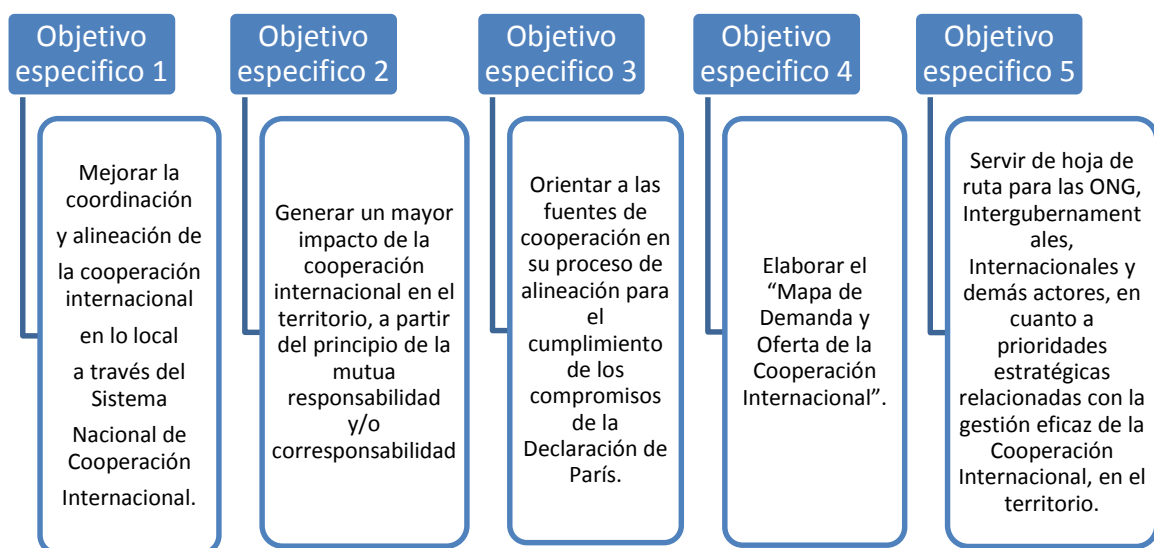 Objetivo
especifico 1
Mejorar la
coordinación
y alineación de
la cooperación
internacional
en lo local
a través del
Sistema
Nacional de
Cooperación
Internacional.
Objetivo
especifico 2
Generar un mayor
impacto de la
cooperación
internacional en el
territorio, a partir
del principio de la
mutua
responsabilidad
y/o
corresponsabilidad
Objetivo
especifico 3
Orientar a las
fuentes de
cooperación en
su proceso de
alineación para
el
cumplimiento
de los
compromisos
de la
Declaración de
París.
Objetivo
especifico 4
Elaborar el
“Mapa de
Demanda y
Oferta de la
Cooperación
Internacional”.
Objetivo
especifico 5
Servir de hoja de
ruta para las ONG,
Intergubernament
ales,
Internacionales y
demás actores, en
cuanto a
prioridades
estratégicas
relacionadas con la
gestión eficaz de la
Cooperación
Internacional, en el
territorio.